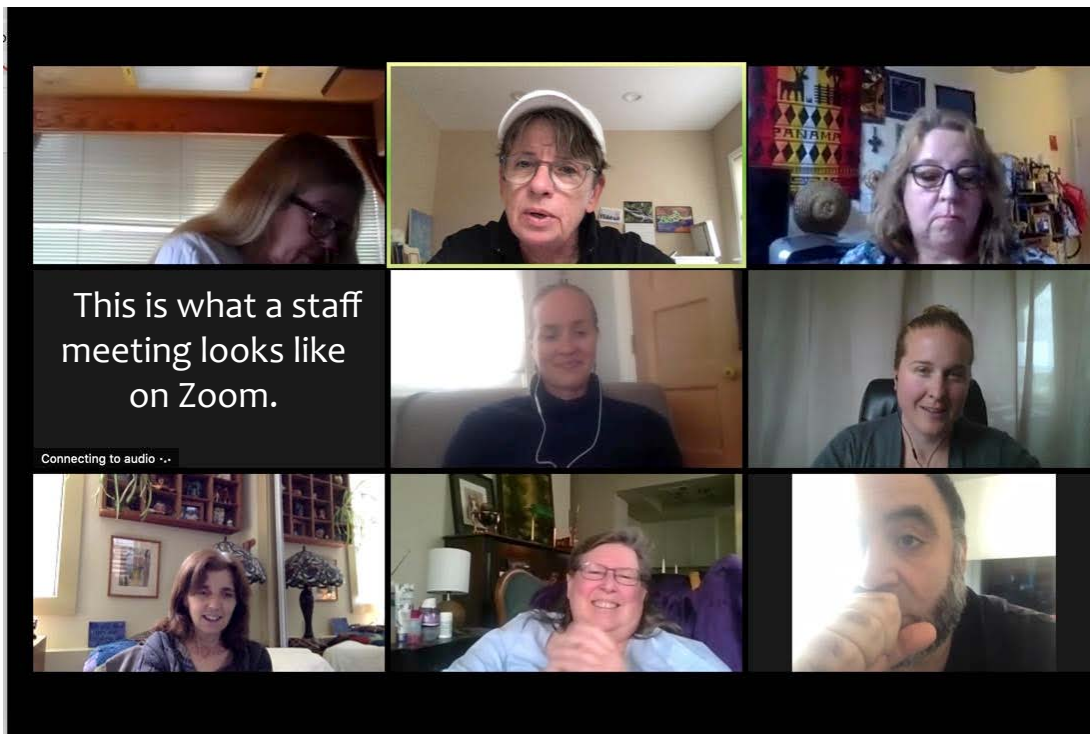 PANAMA
This is what a staff
meeting looks like
on Zoom.
Connecting to audio ...